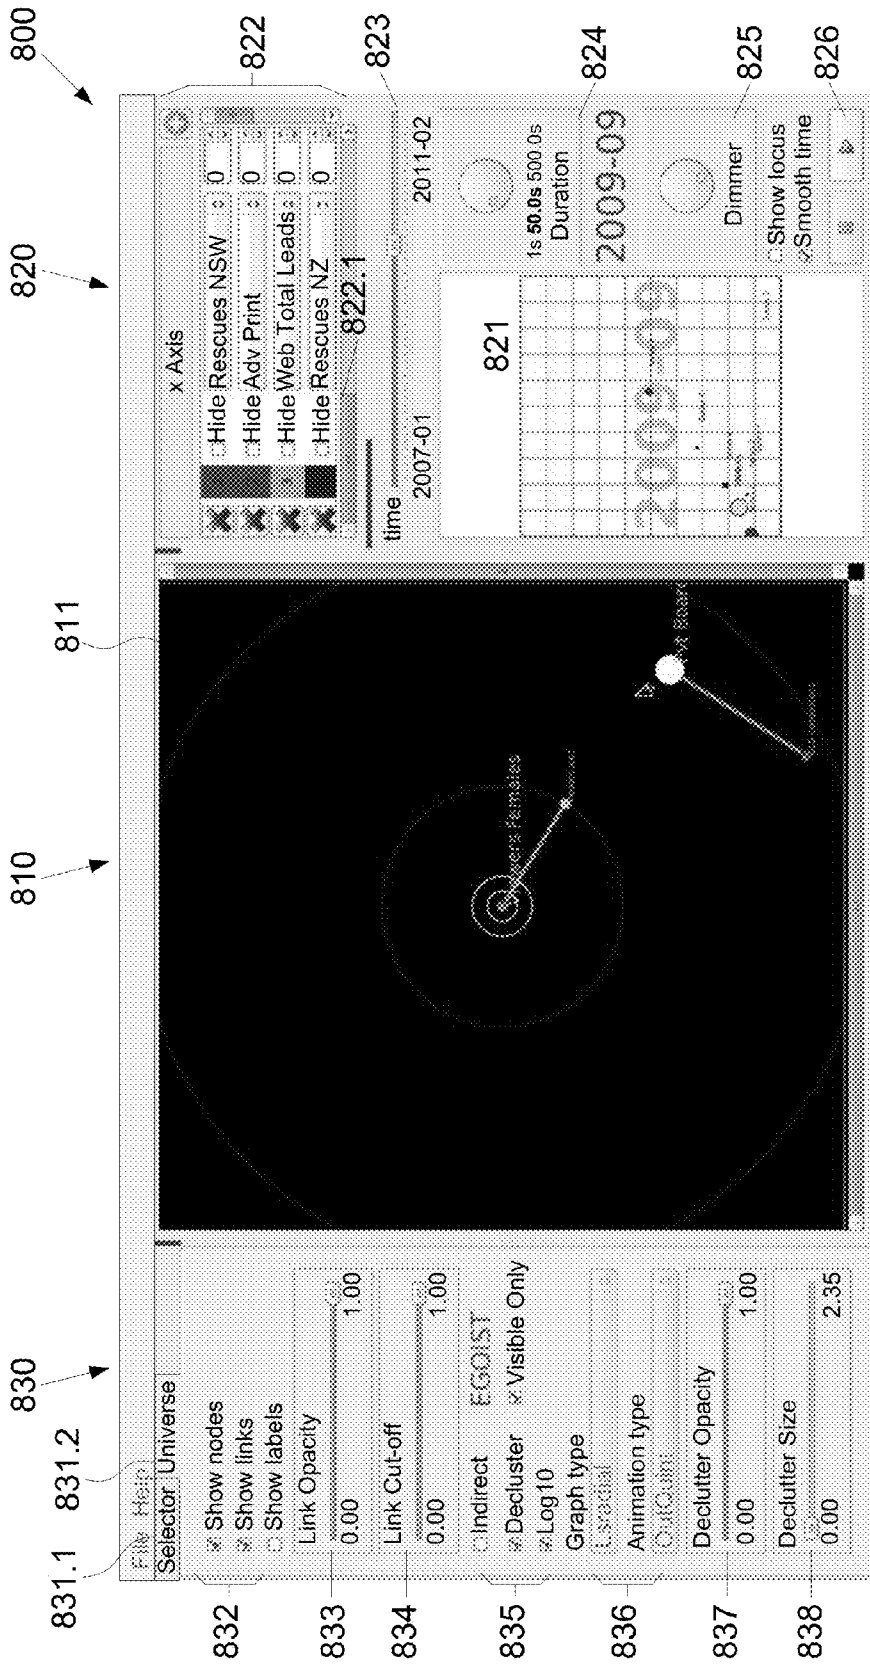 800
810
820
830
831.1
831.2
811
File Help
Selector Universe
Show nodes
Show links
Show labels
Link Opacity
0.00 1.00
Link Cut-off
0.00 1.00
Indirect EGOIST
Decluster Visible Only
Log10
Graph type
Lsradial
Animation type
OutQuint
Declutter Opacity
0.00 1.00
Declutter Size
0.00 2.35
832
833
834
835
836
837
838
Females
x Axis
Hide Rescues NSW 0
Hide Adv Print 0
Hide Web Total Leads 0
Hide Rescues NZ 0
822
822.1
823
time
2007-01 2011-02
821
2009-09
1s 50.0s 500.0s
Duration
824
2009-09
Dimmer
825
Show locus
Smooth time
826